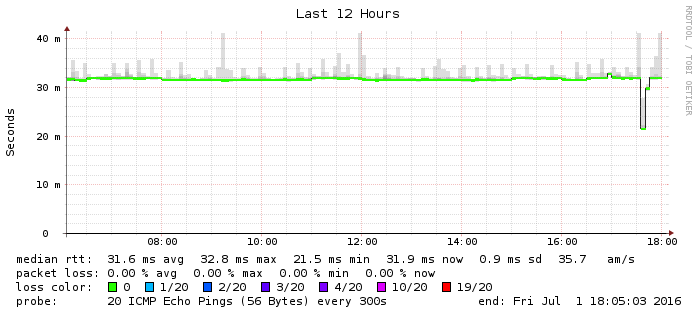 Last 12 Hours
RRDTOOL / TOBI OETIKER
Seconds
40 m
30 m
20 m
10 m
0
08:00 10:00 12:00 14:00 16:00 18:00
median rtt: 31.6 ms avg 32.8 ms max 21.5 ms min 31.9 ms now 0.9 ms sd 35.7 am/s
packet loss: 0.00 % avg 0.00 % max 0.00 % min 0.00 % now
loss color: 0 1/20 2/20 3/20 4/20 10/20 19/20
probe: 20 ICMP Echo Pings (56 Bytes) every 300s end: Fri Jul 1 18:05:03 2016